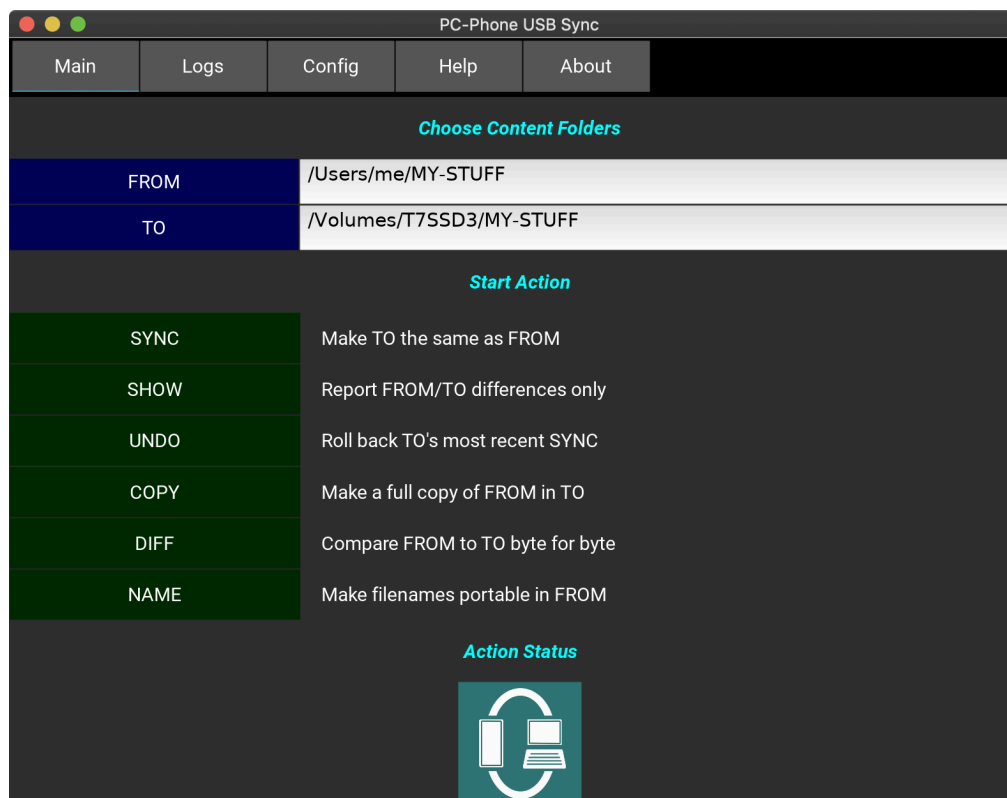 PC-Phone USB Sync
Main Logs Config Help About
Choose Content Folders
FROM /Users/me/MY-STUFF
TO /Volumes/T7SSD3/MY-STUFF
Start Action
SYNC Make TO the same as FROM
SHOW Report FROM/TO differences only
UNDO Roll back TO's most recent SYNC
COPY Make a full copy of FROM in TO
DIFF Compare FROM to TO byte for byte
NAME Make filenames portable in FROM
Action Status